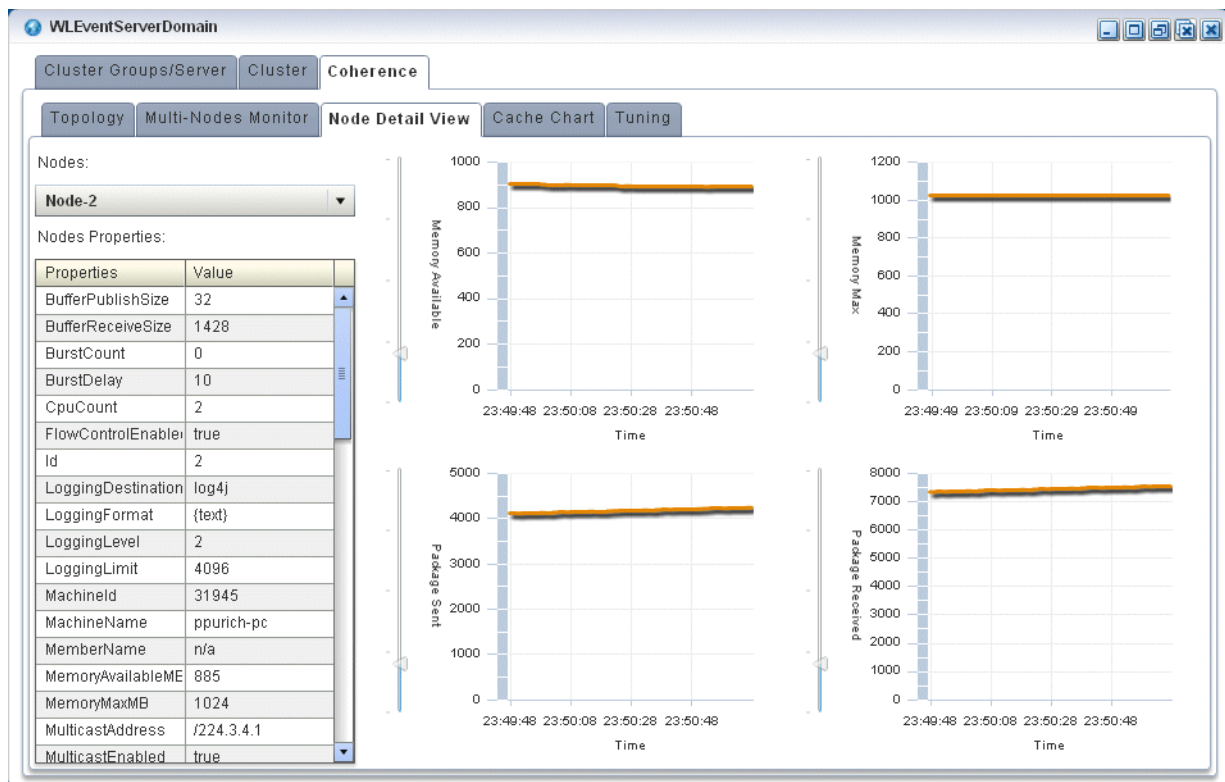 WLEventServerDomain
Cluster Groups/Server Cluster Coherence
Topology Multi-Nodes Monitor Node Detail View Cache Chart Tuning
Nodes:
Node-2
Nodes Properties:
Properties Value
BufferPublishSize 32
BufferReceiveSize 1428
BurstCount 0
BurstDelay 10
CpuCount 2
FlowControlEnable true
Id 2
LoggingDestination log4j
LoggingFormat {text}
LoggingLevel 2
LoggingLimit 4096
MachineId 31945
MachineName ppurich-pc
MemberName n/a
MemoryAvailableME 885
MemoryMaxMB 1024
MulticastAddress /224.3.4.1
MulticastEnabled true
Memory Available
1000
800
600
400
200
0
23:49:48 23:50:08 23:50:28 23:50:48
Time
Memory Max
1200
1000
800
600
400
200
0
23:49:49 23:50:09 23:50:29 23:50:49
Time
Package Sent
5000
4000
3000
2000
1000
0
23:49:48 23:50:08 23:50:28 23:50:48
Time
Package Received
8000
7000
6000
5000
4000
3000
2000
1000
0
23:49:48 23:50:08 23:50:28 23:50:48
Time